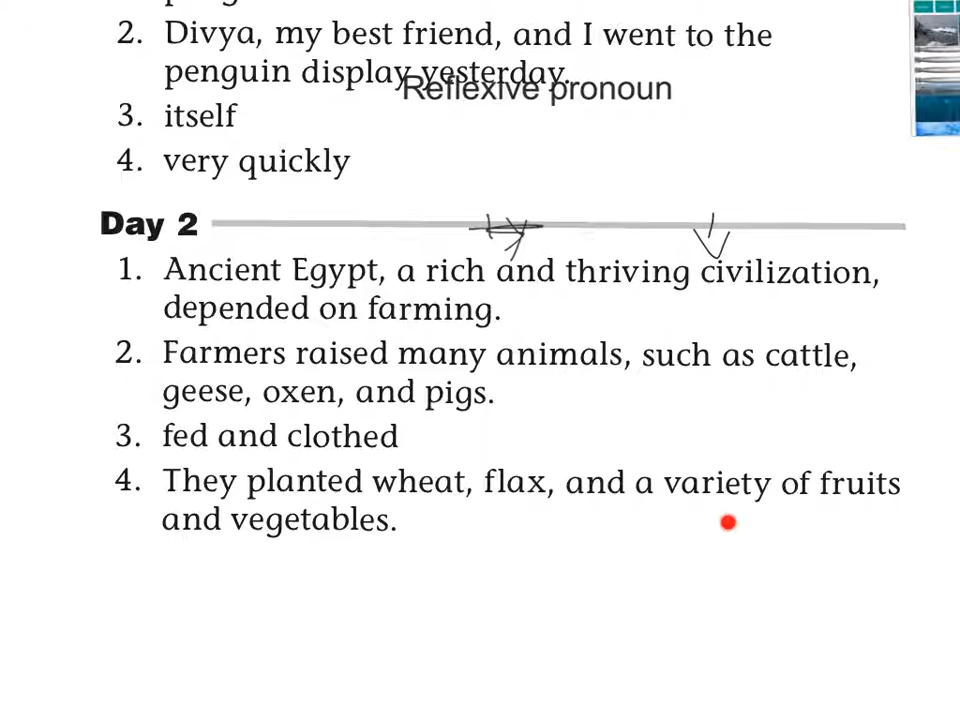 2. Divya, my best friend, and I went to the
penguin display yesterday.
Reflexive pronoun
3. itself
4. very quickly
Day 2
1. Ancient Egypt, a rich and thriving civilization,
depended on farming.
2. Farmers raised many animals, such as cattle,
geese, oxen, and pigs.
3. fed and clothed
4. They planted wheat, flax, and a variety of fruits
and vegetables.